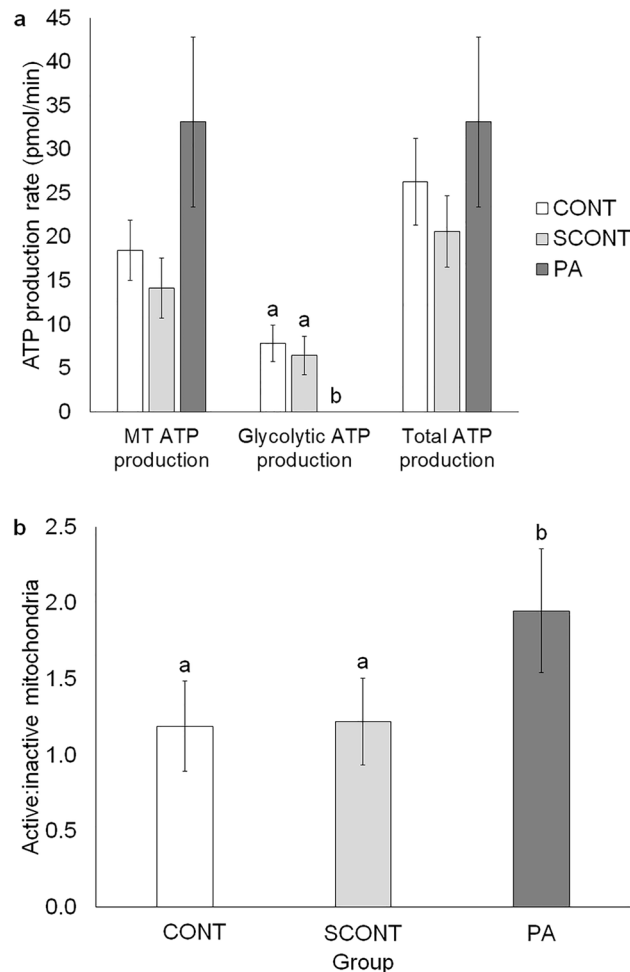 a
ATP production rate (pmol/min)
45
40
35
30
25
20
15
10
5
0
a
a
b
MT ATP
production
Glycolytic ATP
production
Total ATP
production
CONT
SCONT
PA
b
Active:inactive mitochondria
2.5
2.0
1.5
1.0
0.5
0.0
a
a
b
CONT
SCONT
PA
Group